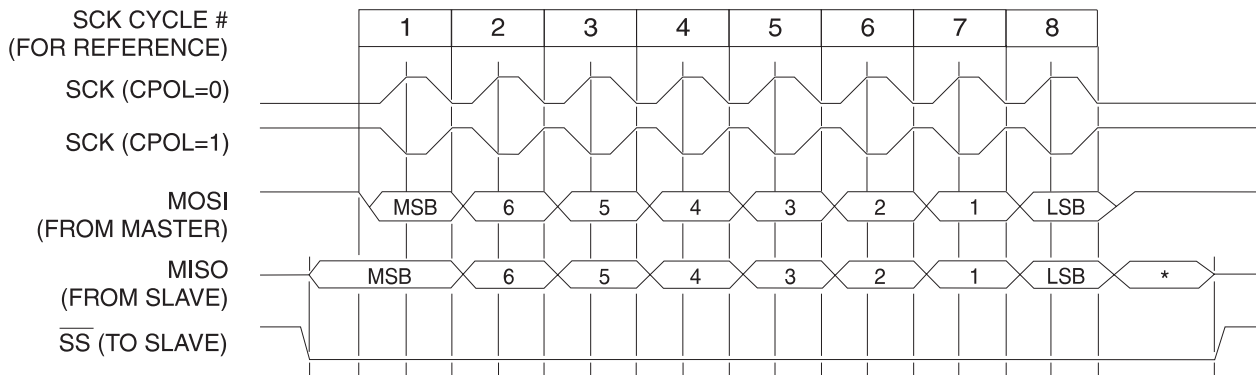 SCK CYCLE # 1 2 3 4 5 6 7 8
(FOR REFERENCE)
SCK (CPOL=0)
SCK (CPOL=1)
MOSI MSB 6 5 4 3 2 1 LSB
(FROM MASTER)
MISO MSB 6 5 4 3 2 1 LSB *
(FROM SLAVE)
SS (TO SLAVE)